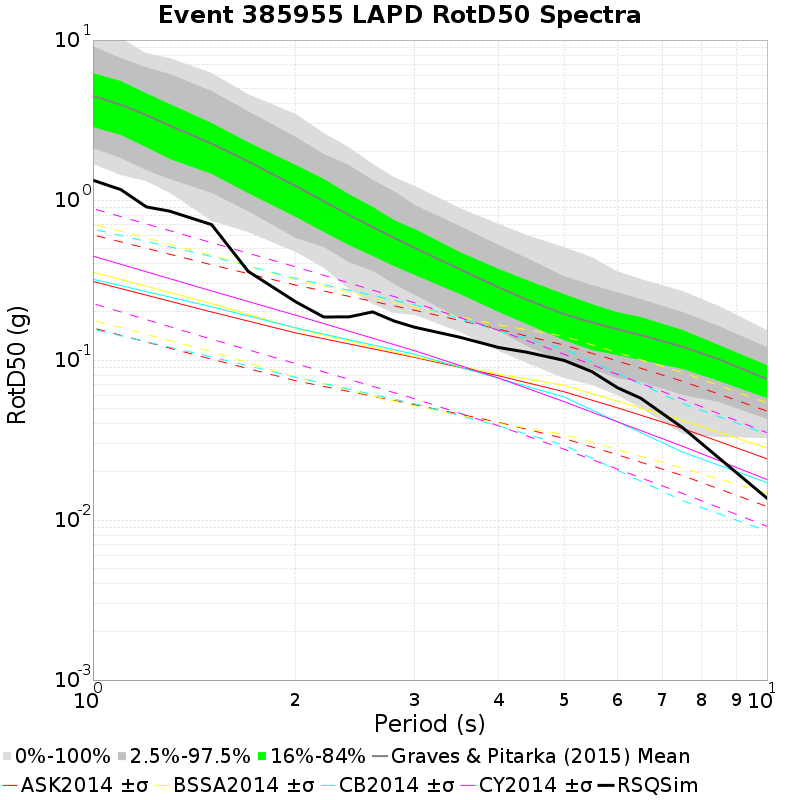 Event 385955 LAPD RotD50 Spectra
10^1
10^0
10^-1
10^-2
10^-3
RotD50 (g)
10^0 2 3 4 5 6 7 8 9 10^1
Period (s)
0%-100% 2.5%-97.5% 16%-84% Graves & Pitarka (2015) Mean
ASK2014 ±σ BSSA2014 ±σ CB2014 ±σ CY2014 ±σ RSQSim